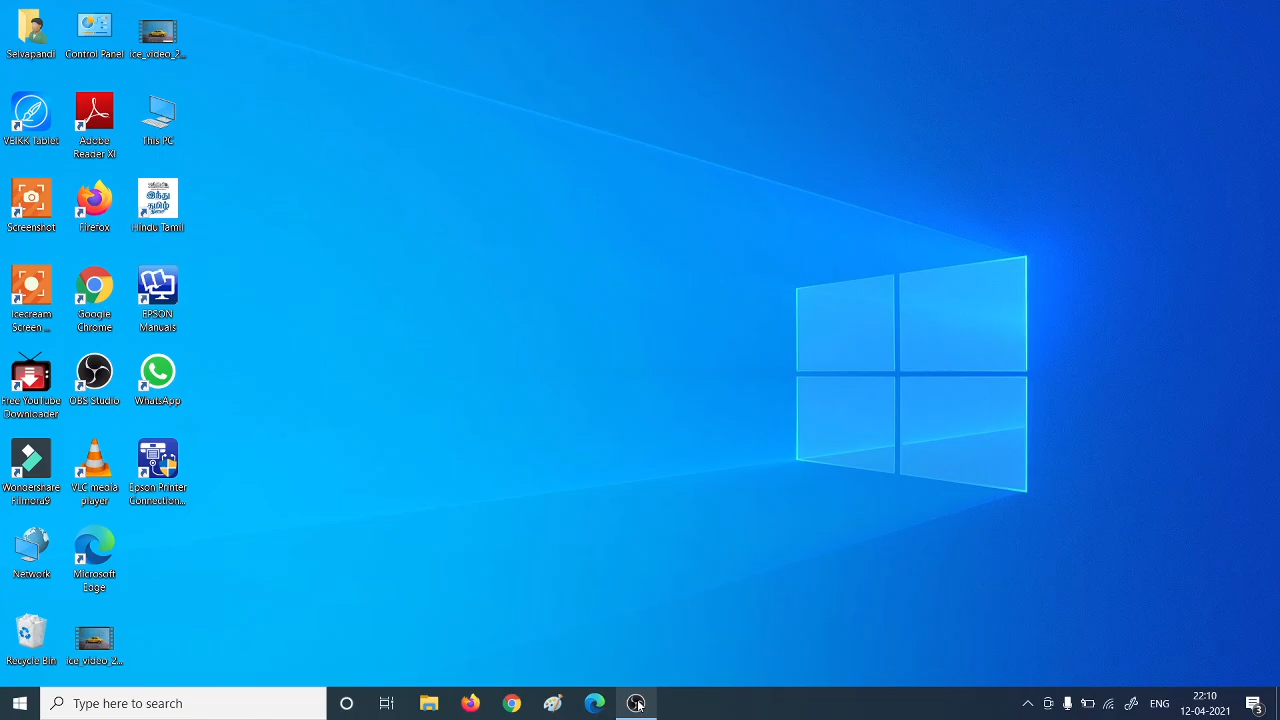 Selvapandi
Control Panel
ice_video_2...
VEIKK Tablet
Adobe
Reader XI
This PC
Screenshot
Firefox
இந்து
தமிழ்
Hindu Tamil
Icecream
Screen ...
Google
Chrome
EPSON
Manuals
Free YouTube
Downloader
OBS Studio
WhatsApp
Wondershare
Filmora9
VLC media
player
Epson Printer
Connection...
Network
Microsoft
Edge
Recycle Bin
ice_video_2...
Type here to search
ENG
22:10
12-04-2021
3